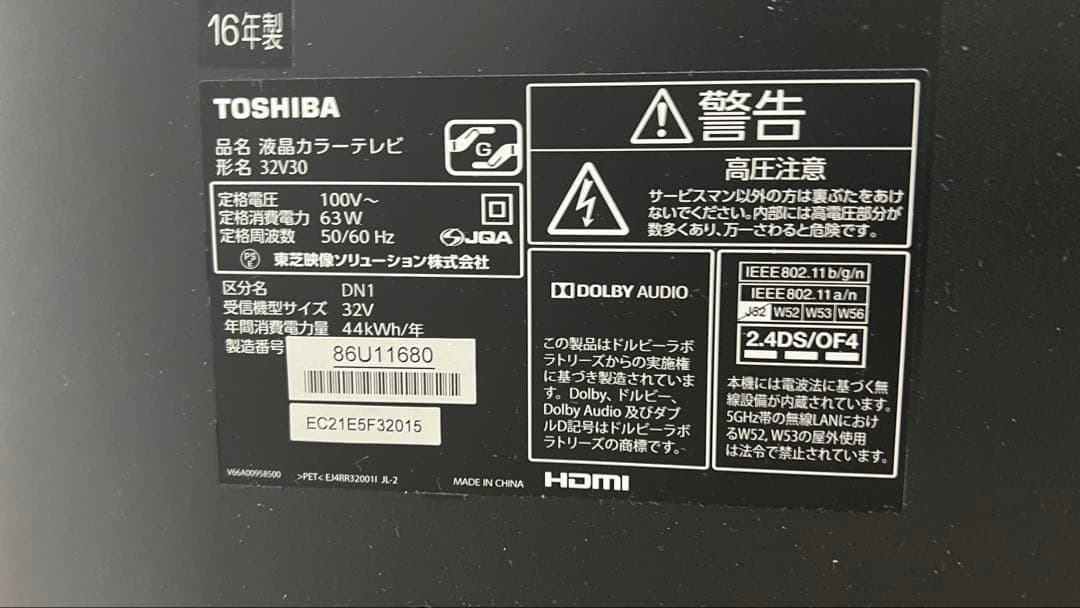 16年製
TOSHIBA
品名 液晶カラーテレビ
形名 32V30
G
定格電圧 100V～
定格消費電力 63W
定格周波数 50/60 Hz
JQA
PS E 東芝映像ソリューション株式会社
区分名 DN1
受信機型サイズ 32V
年間消費電力量 44kWh/年
製造番号
86U11680
EC21E5F32015
V66A00958500 >PET< EJ4RR32001I JL-2 MADE IN CHINA
警告
高圧注意
サービスマン以外の方は裏ぶたをあけ
ないでください。内部には高電圧部分が
数多くあり、万一さわると危険です。
DOLBY AUDIO
この製品はドルビーラボ
ラトリーズからの実施権
に基づき製造されていま
す。Dolby、ドルビー、
Dolby Audio 及びダブ
ルD記号はドルビーラボ
ラトリーズの商標です。
HDMI
IEEE802.11b/g/n
IEEE802.11a/n
J52 W52 W53 W56
2.4DS/OF4
本機には電波法に基づく無
線設備が内蔵されています。
5GHz帯の無線LANにおけ
るW52, W53の屋外使用
は法令で禁止されています。